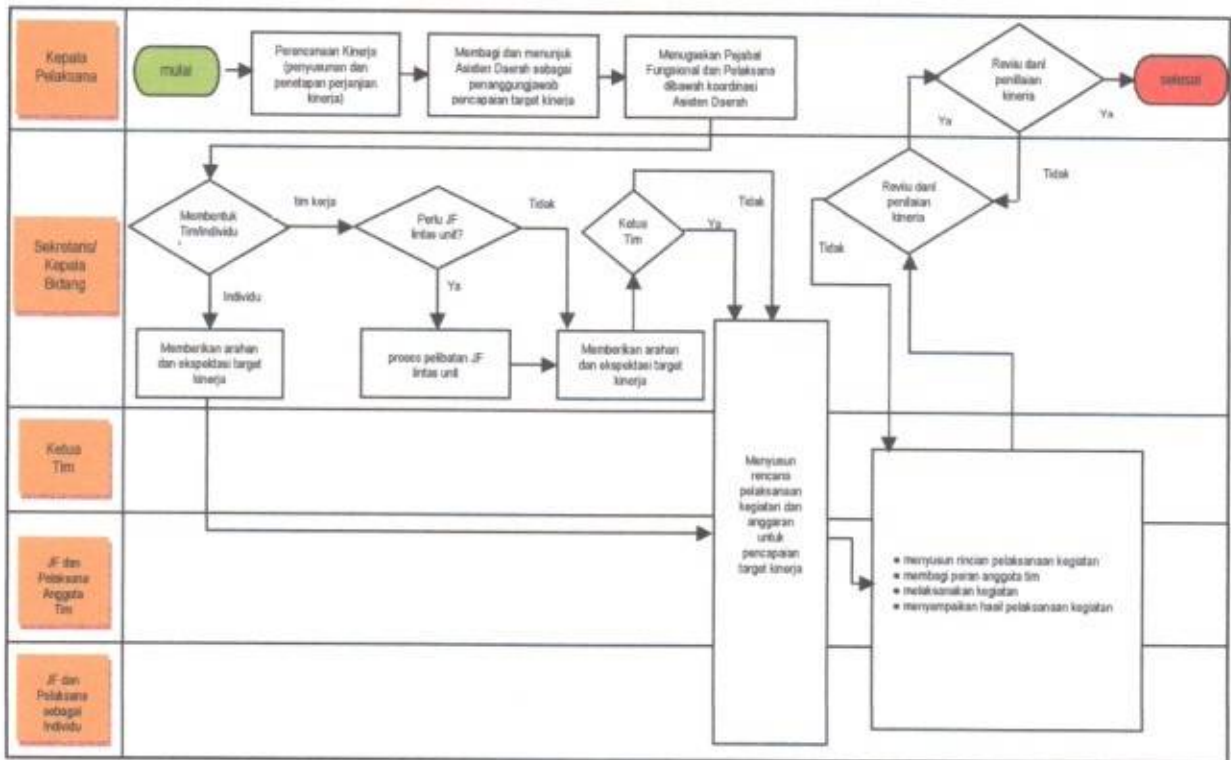 Kepala
Pelaksana
mulai
Perencanaan Kinerja
(penyusunan dan
penetapan perjanjian
kinerja)
Membagi dan menunjuk
Asisten Daerah sebagai
penanggungjawab
pencapaian target kinerja
Menugaskan Pejabat
Fungsional dan Pelaksana
dibawah koordinasi
Asisten Daerah
Reviu dan
penilaian
kinerja
selesai
Ya
Ya
Tidak
Sekretaris/
Kepala
Bidang
Membentuk
Tim/Individu
tim kerja
Perlu JF
lintas unit?
Tidak
Ketua
Tim
Tidak
Ya
Reviu dan
penilaian
kinerja
Tidak
Individu
Ya
Memberikan arahan
dan ekspektasi target
kinerja
proses pelibatan JF
lintas unit
Memberikan arahan
dan ekspektasi target
kinerja
Ketua
Tim
Menyusun
rencana
pelaksanaan
kegiatan dan
anggaran
untuk
pencapaian
target kinerja
JF dan
Pelaksana
Anggota
Tim
• menyusun rincian pelaksanaan kegiatan
• membagi peran anggota tim
• melaksanakan kegiatan
• menyampaikan hasil pelaksanaan kegiatan
JF dan
Pelaksana
sebagai
Individu